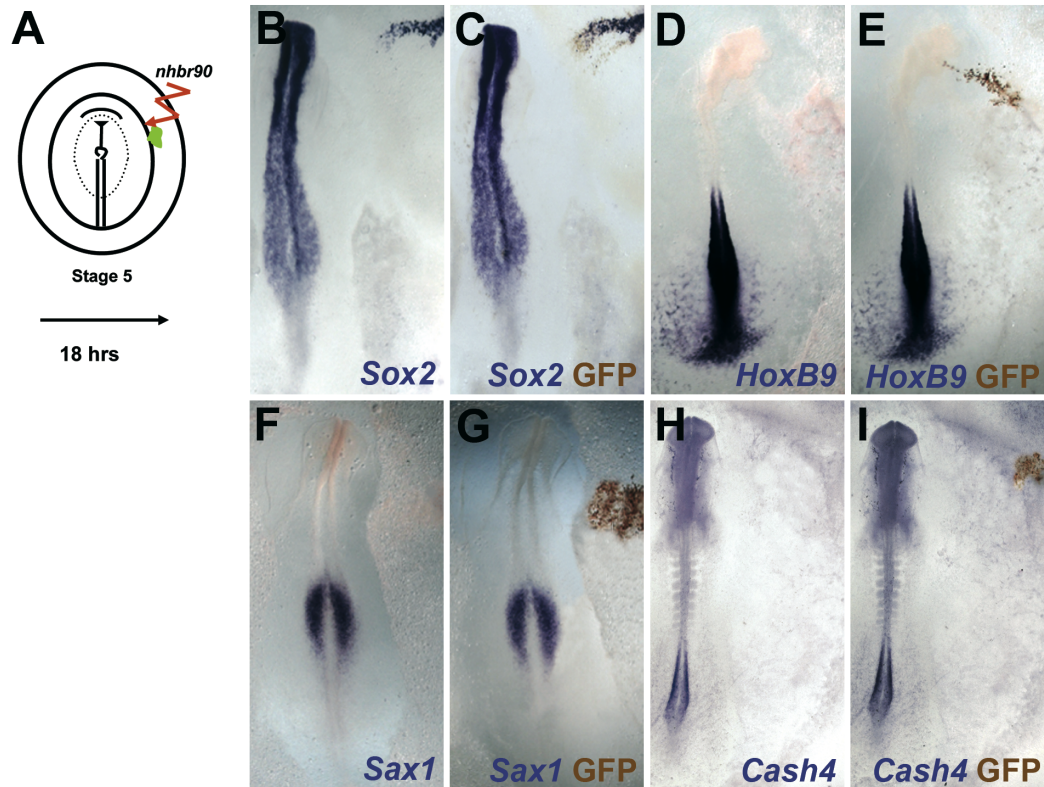 A
nhbr90
Stage 5
18 hrs
B
Sox2
C
Sox2 GFP
D
HoxB9
E
HoxB9 GFP
F
Sax1
G
Sax1 GFP
H
Cash4
I
Cash4 GFP